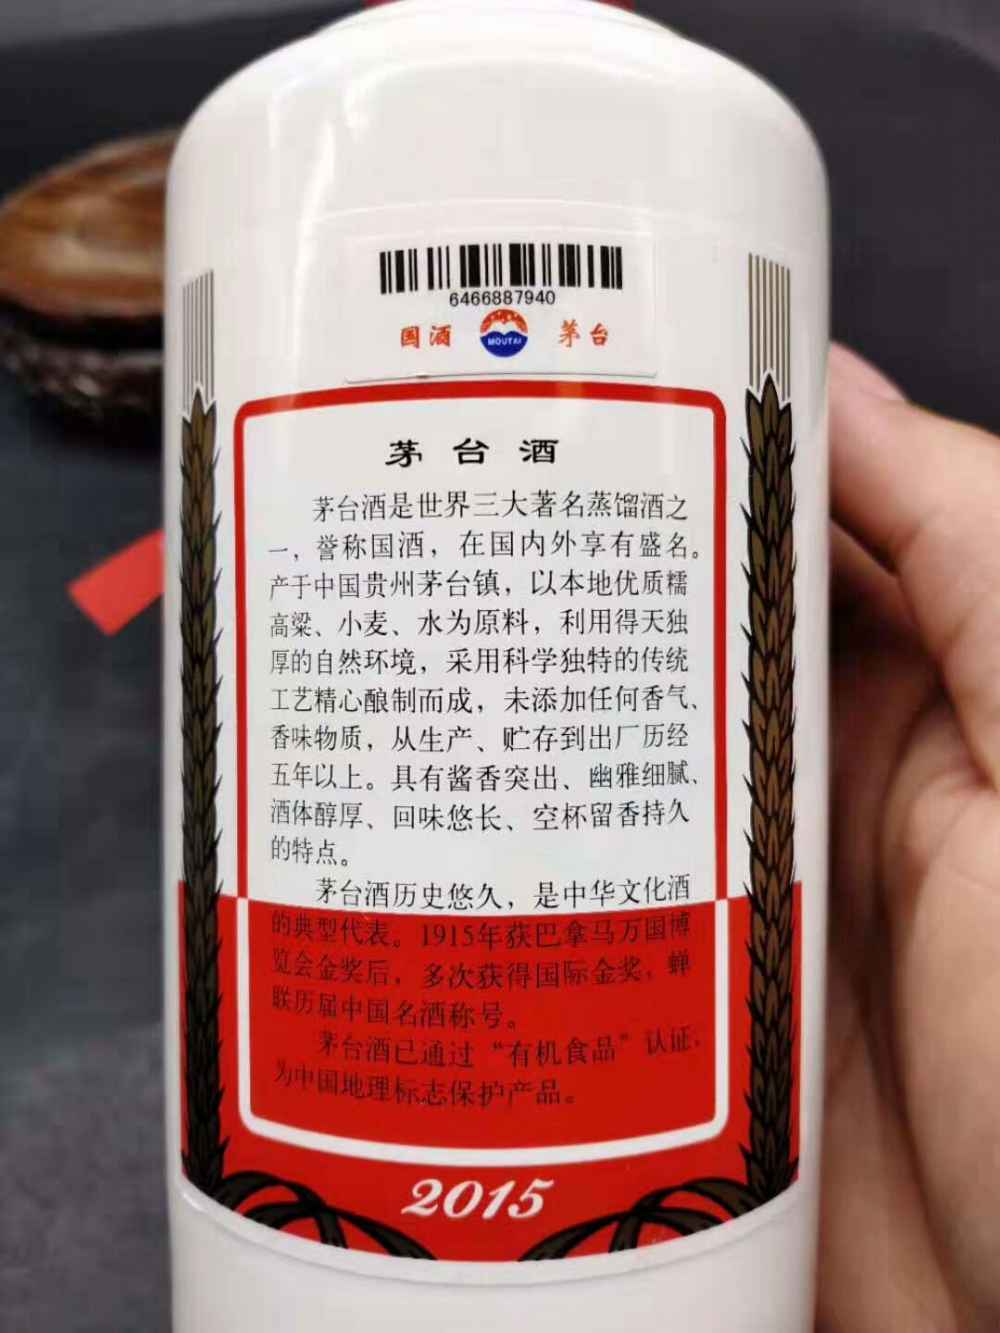 6466887940
国酒 MOUTAI 茅台
茅台酒
茅台酒是世界三大著名蒸馏酒之
一，誉称国酒，在国内外享有盛名。
产于中国贵州茅台镇，以本地优质糯
高粱、小麦、水为原料，利用得天独
厚的自然环境，采用科学独特的传统
工艺精心酿制而成，未添加任何香气、
香味物质，从生产、贮存到出厂历经
五年以上。具有酱香突出、幽雅细腻、
酒体醇厚、回味悠长、空杯留香持久
的特点。
茅台酒历史悠久，是中华文化酒
的典型代表。1915年获巴拿马万国博
览会金奖后，多次获得国际金奖，蝉
联历届中国名酒称号。
茅台酒已通过“有机食品”认证，
为中国地理标志保护产品。
2015